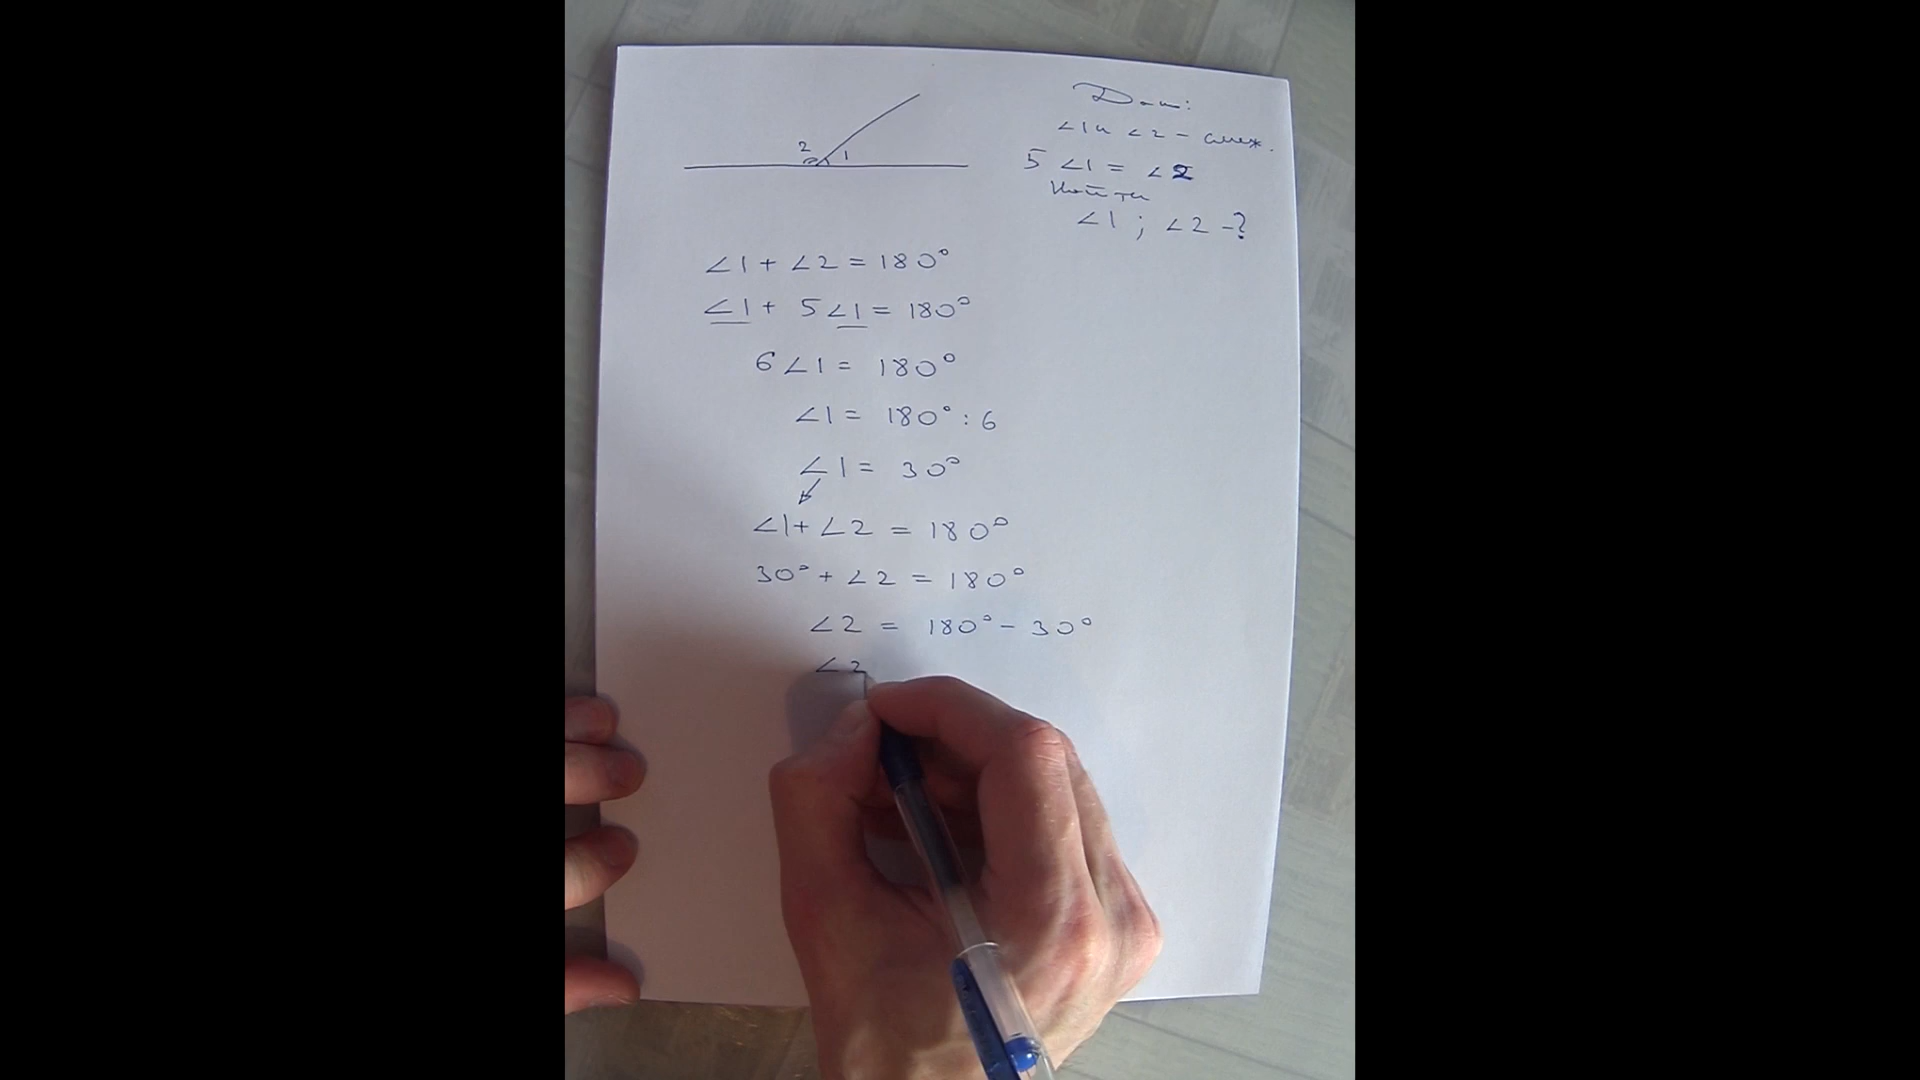 2 1
Дано:
∠1 и ∠2 - смеж.
5 ∠1 = ∠2
Найти
∠1 ; ∠2 -?
∠1 + ∠2 = 180°
∠1 + 5 ∠1 = 180°
6 ∠1 = 180°
∠1 = 180° : 6
∠1 = 30°
∠1 + ∠2 = 180°
30° + ∠2 = 180°
∠2 = 180° - 30°
∠2